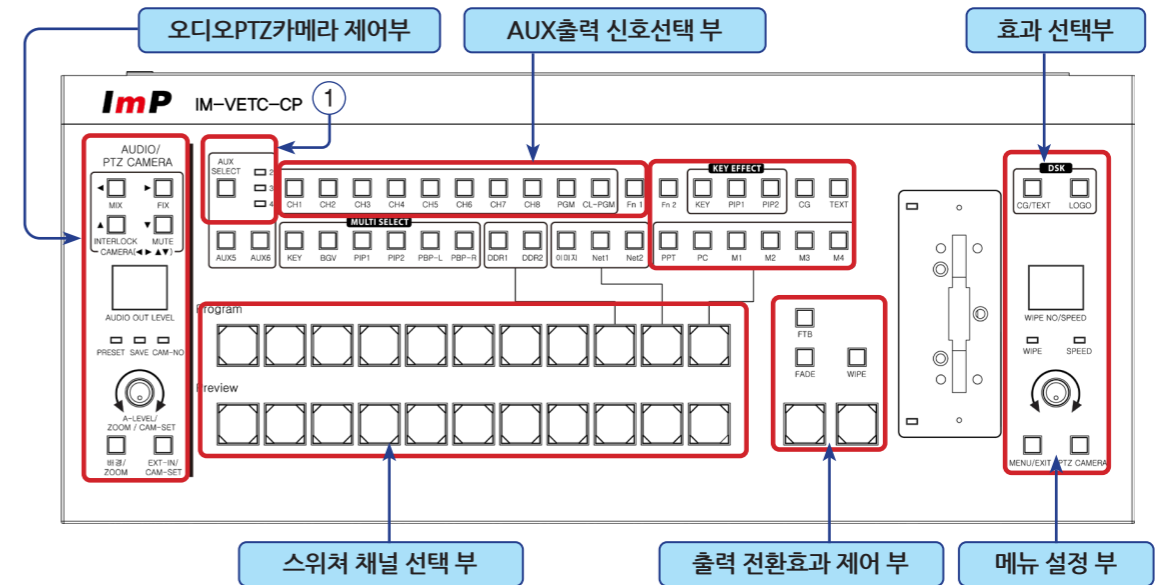 오디오PTZ카메라 제어부
AUX출력 신호선택 부
효과 선택부
ImP IM-VETC-CP 1
AUDIO/
PTZ CAMERA
◀ ▶
MIX FIX
▲ ▼
INTERLOCK MUTE
CAMERA(◀ ▶ ▲▼)
AUDIO OUT LEVEL
PRESET SAVE CAM-NO
A-LEVEL/
ZOOM / CAM-SET
배경/
ZOOM
EXT-IN/
CAM-SET
AUX
SELECT
2
3
4
CH1 CH2 CH3 CH4 CH5 CH6 CH7 CH8 PGM CL-PGM Fn 1
KEY EFFECT
Fn 2 KEY PIP1 PIP2 CG TEXT
MULTI SELECT
AUX5 AUX6 KEY BGV PIP1 PIP2 PBP-L PBP-R DDR1 DDR2 이미지 Net1 Net2 PPT PC M1 M2 M3 M4
Program
Preview
FTB
FADE WIPE
DSK
CG/TEXT LOGO
WIPE NO/SPEED
WIPE SPEED
MENU/EXIT PTZ CAMERA
스위쳐 채널 선택 부
출력 전환효과 제어 부
메뉴 설정 부